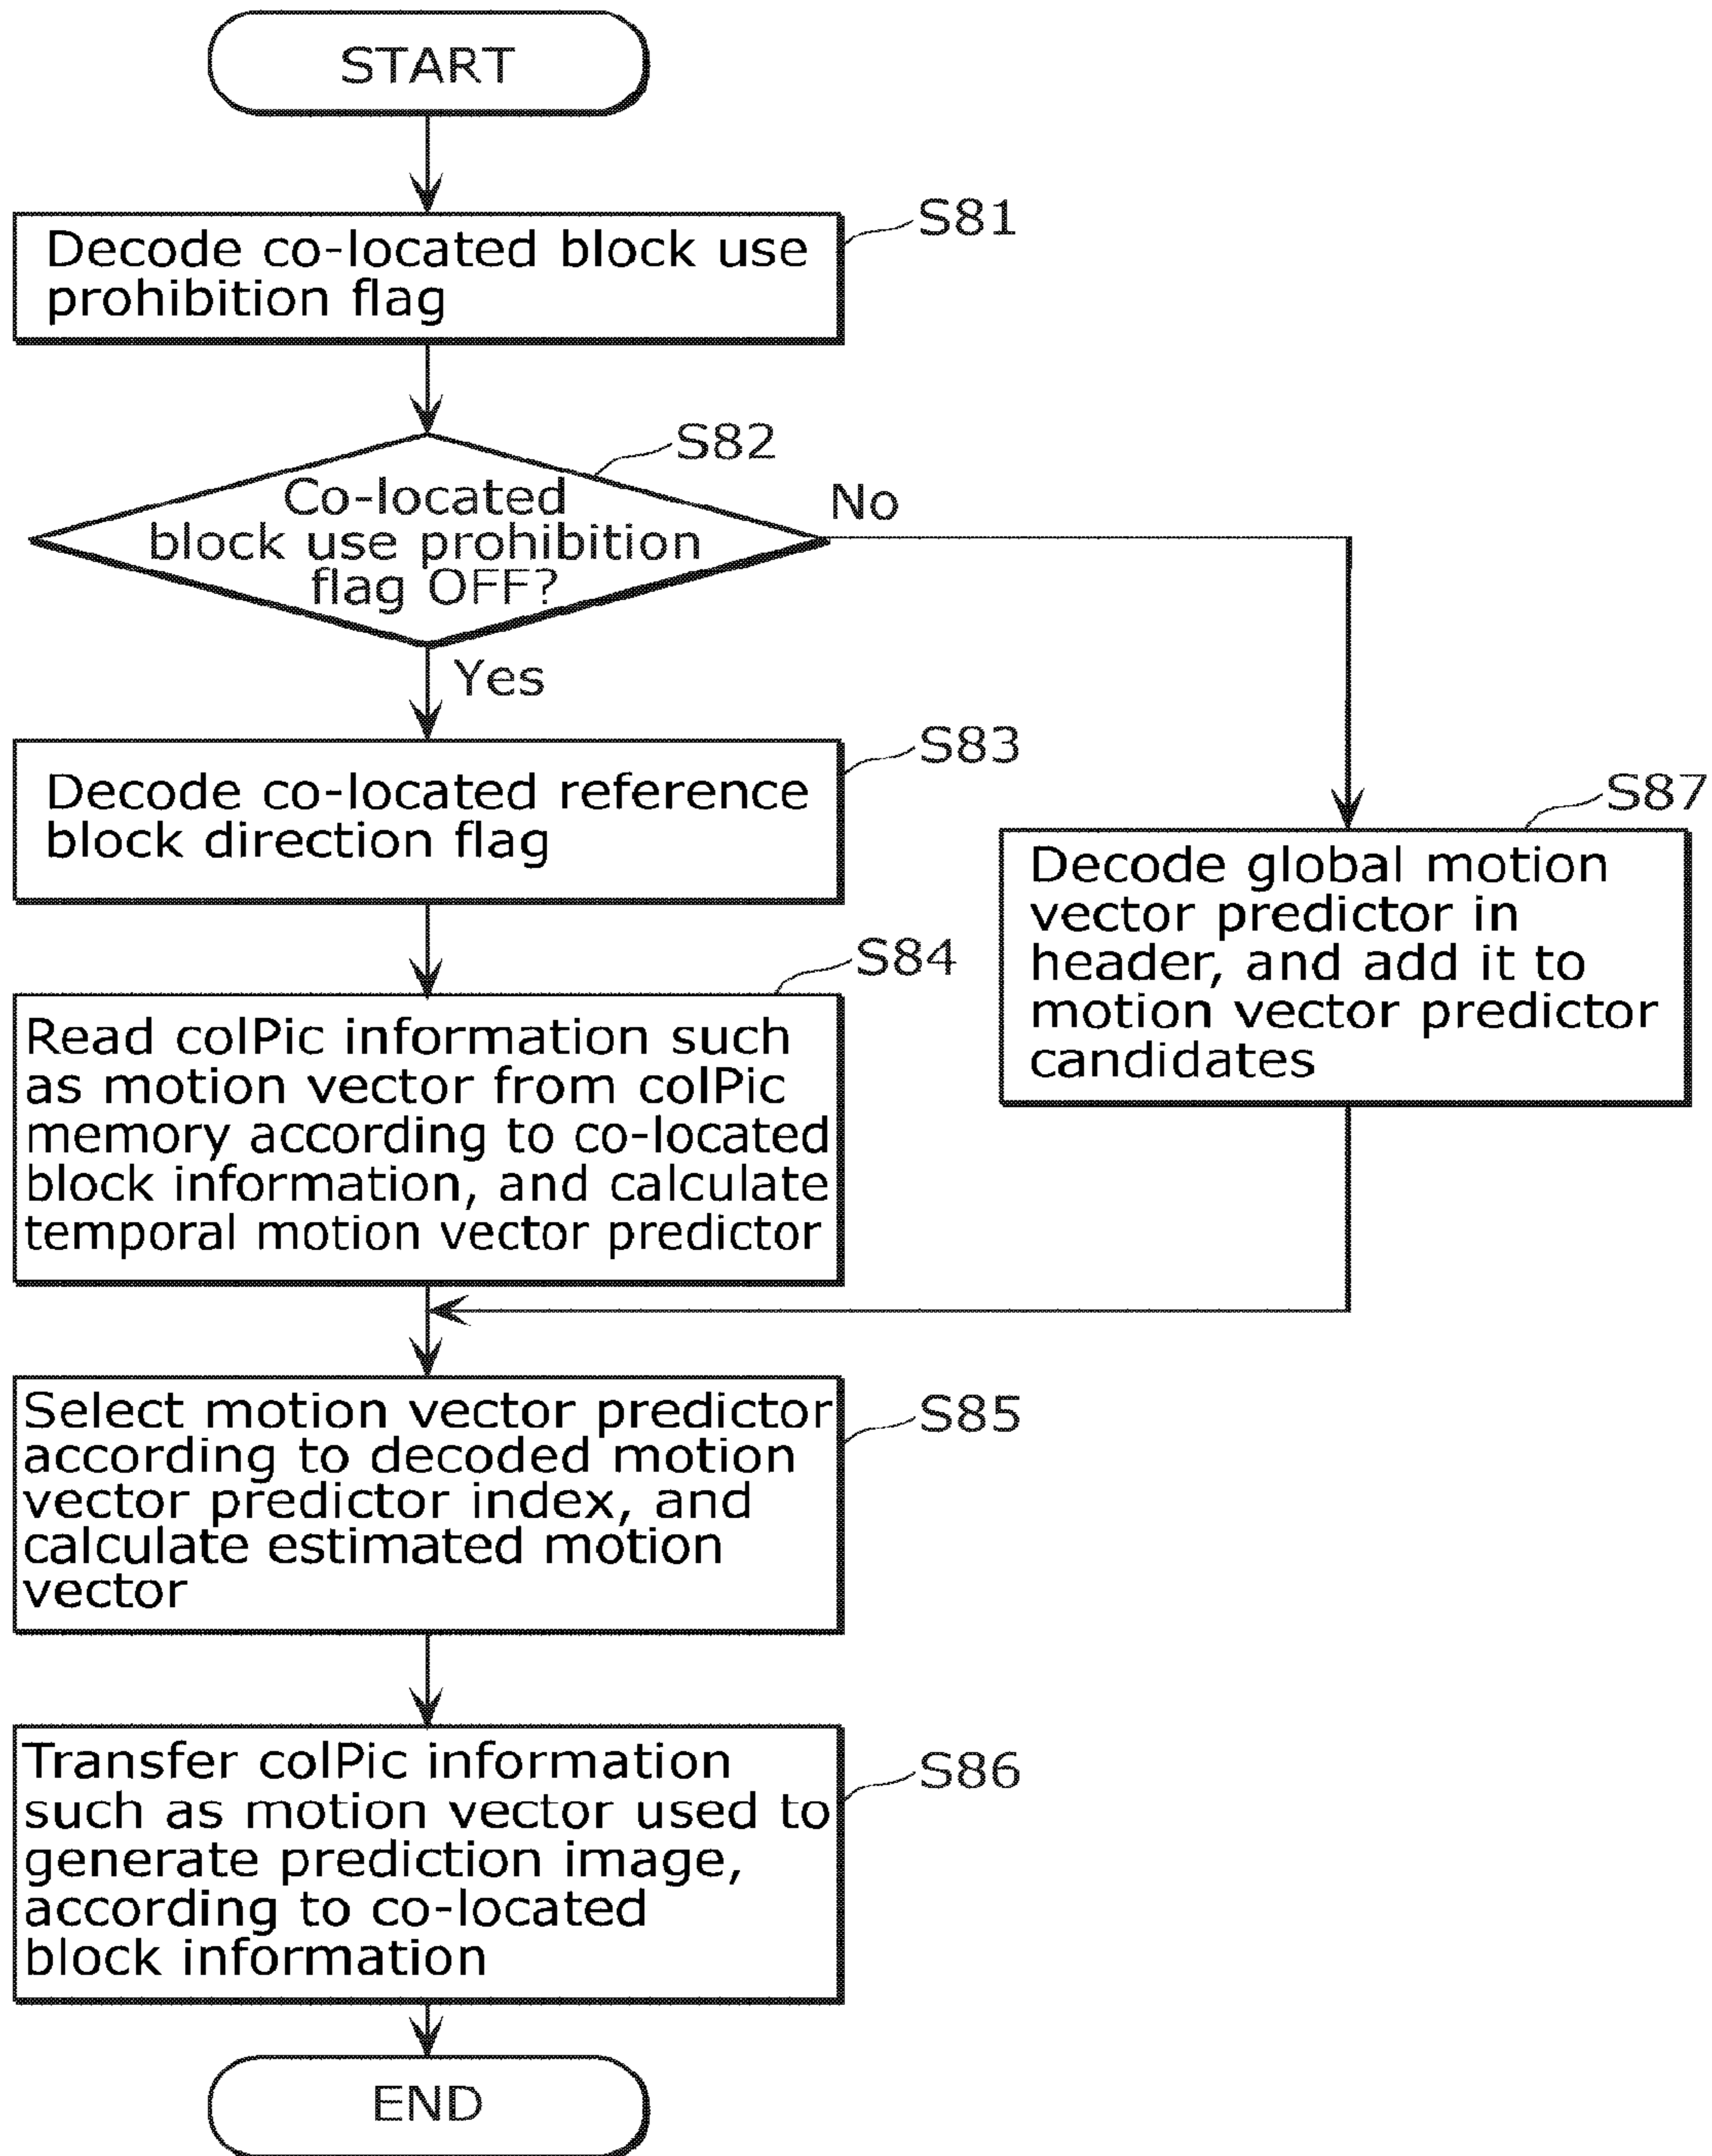 START
S81
Decode co-located block use
prohibition flag
S82
Co-located
block use prohibition
flag OFF?
No
Yes
S83
Decode co-located reference
block direction flag
S87
Decode global motion
vector predictor in
header, and add it to
motion vector predictor
candidates
S84
Read colPic information such
as motion vector from colPic
memory according to co-located
block information, and calculate
temporal motion vector predictor
S85
Select motion vector predictor
according to decoded motion
vector predictor index, and
calculate estimated motion
vector
S86
Transfer colPic information
such as motion vector used to
generate prediction image,
according to co-located
block information
END